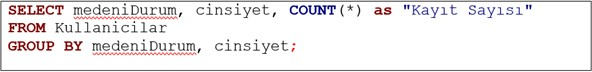 SELECT medeniDurum, cinsiyet, COUNT(*) as "Kayıt Sayısı"
FROM Kullanicilar
GROUP BY medeniDurum, cinsiyet;